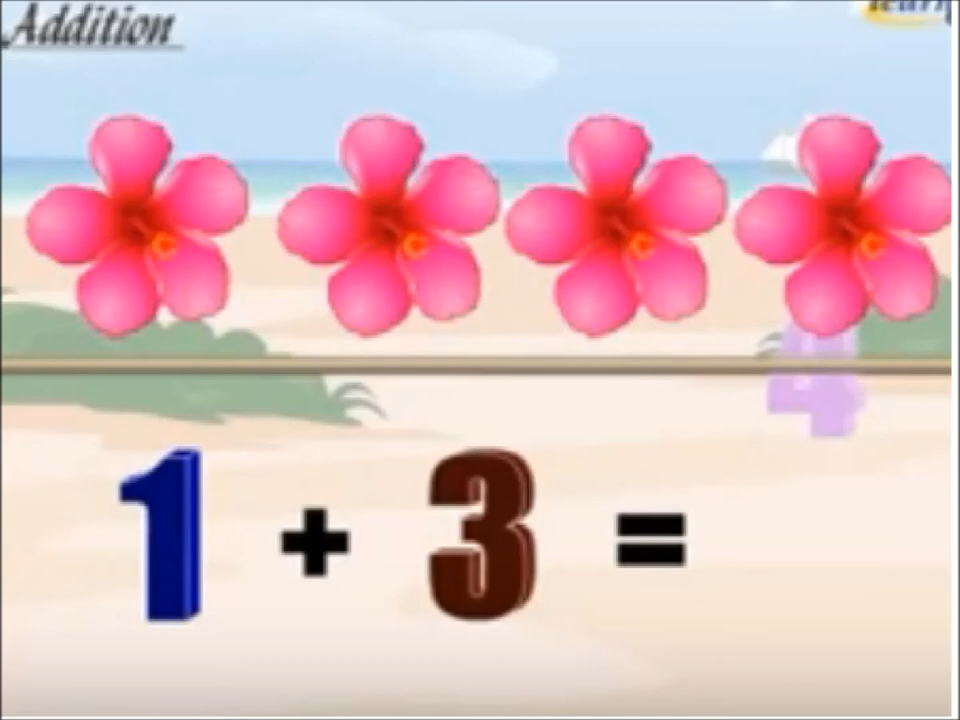 Addition
4
1 + 3 =